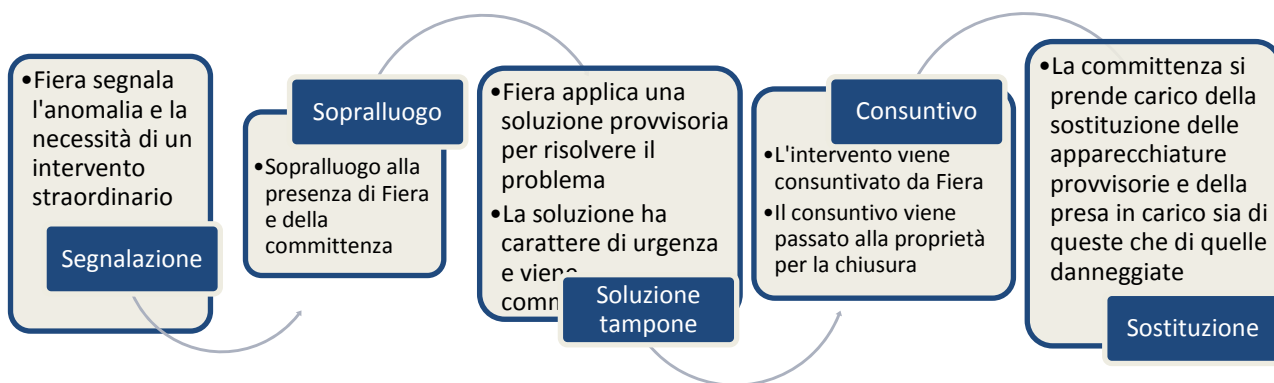 •Fiera segnala
l'anomalia e la
necessità di un
intervento
straordinario
Segnalazione
Sopralluogo
•Sopralluogo alla
presenza di Fiera
e della
committenza
•Fiera applica una
soluzione provvisoria
per risolvere il
problema
•La soluzione ha
carattere di urgenza
e viene
Soluzione
tampone
Consuntivo
•L'intervento viene
consuntivato da Fiera
•Il consuntivo viene
passato alla proprietà
per la chiusura
•La committenza si
prende carico della
sostituzione delle
apparecchiature
provvisorie e della
presa in carico sia di
queste che di quelle
danneggiate
Sostituzione